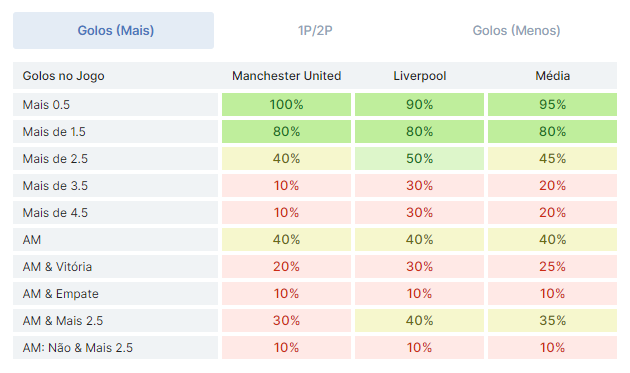 Golos (Mais) 1P/2P Golos (Menos)
Golos no Jogo Manchester United Liverpool Média
Mais 0.5 100% 90% 95%
Mais de 1.5 80% 80% 80%
Mais de 2.5 40% 50% 45%
Mais de 3.5 10% 30% 20%
Mais de 4.5 10% 30% 20%
AM 40% 40% 40%
AM & Vitória 20% 30% 25%
AM & Empate 10% 10% 10%
AM & Mais 2.5 30% 40% 35%
AM: Não & Mais 2.5 10% 10% 10%